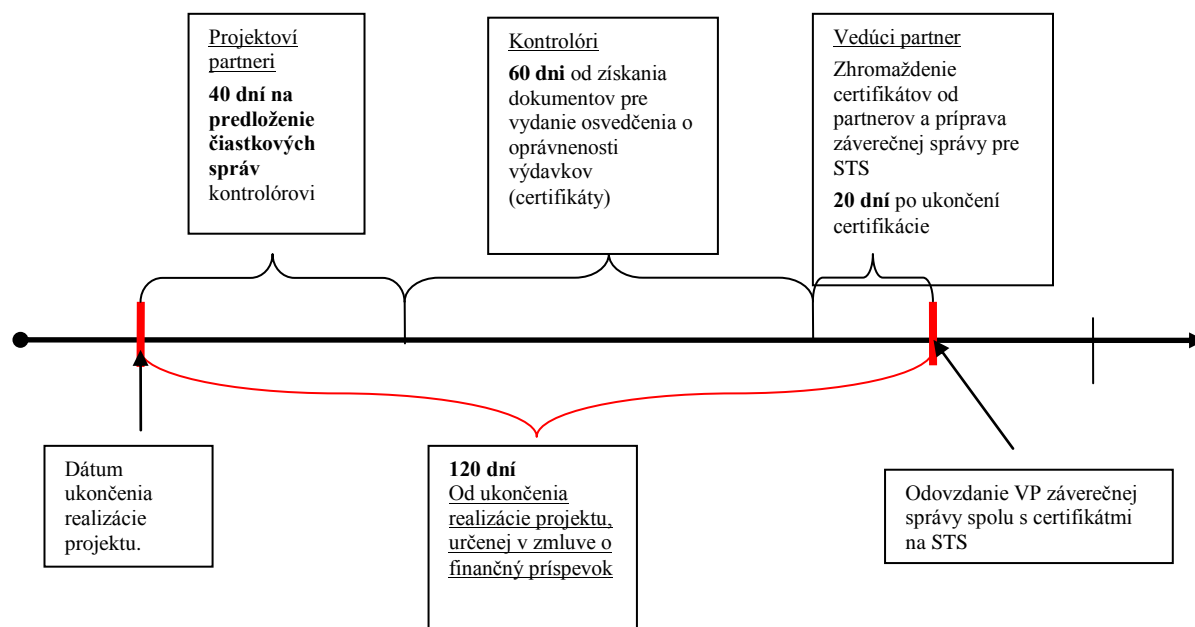 Projektoví
partneri
40 dní na
predloženie
čiastkových
správ
kontrolórovi
Kontrolóri
60 dni od získania
dokumentov pre
vydanie osvedčenia o
oprávnenosti
výdavkov
(certifikáty)
Vedúci partner
Zhromaždenie
certifikátov od
partnerov a príprava
záverečnej správy pre
STS
20 dní po ukončení
certifikácie
Dátum
ukončenia
realizácie
projektu.
120 dní
Od ukončenia
realizácie projektu,
určenej v zmluve o
finančný príspevok
Odovzdanie VP záverečnej
správy spolu s certifikátmi
na STS